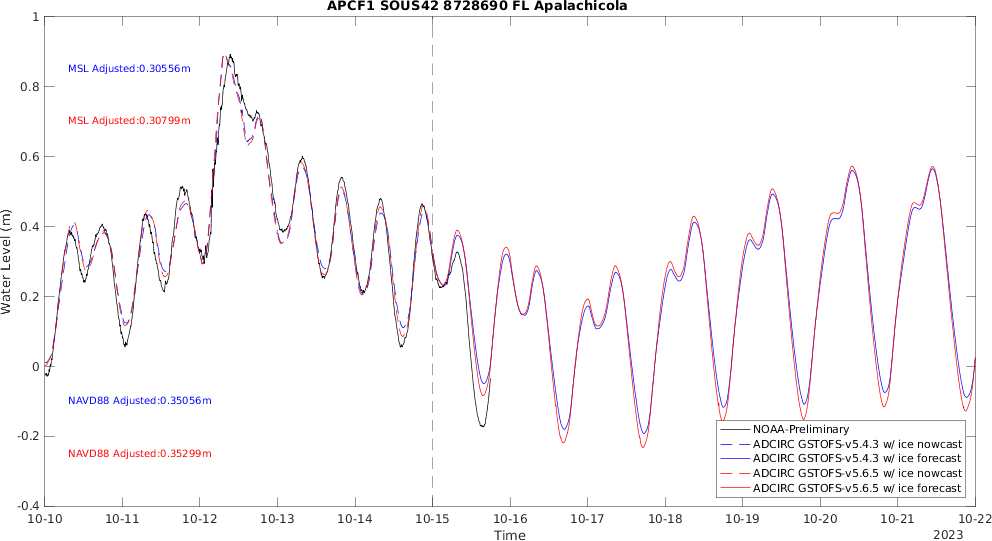 APCF1 SOUS42 8728690 FL Apalachicola
1
0.8
0.6
0.4
0.2
0
-0.2
-0.4
Water Level (m)
MSL Adjusted:0.30556m
MSL Adjusted:0.30799m
NAVD88 Adjusted:0.35056m
NAVD88 Adjusted:0.35299m
NOAA-Preliminary
ADCIRC GSTOFS-v5.4.3 w/ ice nowcast
ADCIRC GSTOFS-v5.4.3 w/ ice forecast
ADCIRC GSTOFS-v5.6.5 w/ ice nowcast
ADCIRC GSTOFS-v5.6.5 w/ ice forecast
10-10 10-11 10-12 10-13 10-14 10-15 10-16 10-17 10-18 10-19 10-20 10-21 10-22
Time
2023